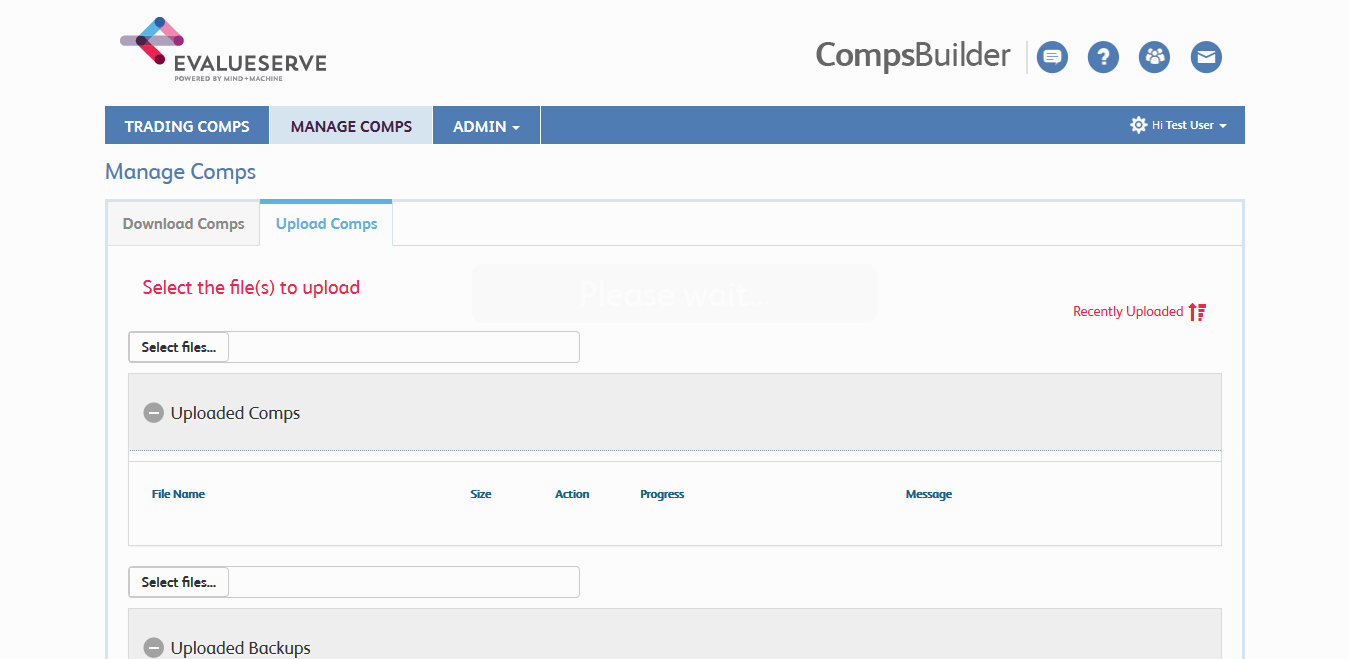 EVALUESERVE
POWERED BY MIND+MACHINE
CompsBuilder
?
TRADING COMPS
MANAGE COMPS
ADMIN
Hi Test User
Manage Comps
Download Comps
Upload Comps
Select the file(s) to upload
Please wait...
Recently Uploaded
Select files...
Uploaded Comps
File Name Size Action Progress Message
Select files...
Uploaded Backups